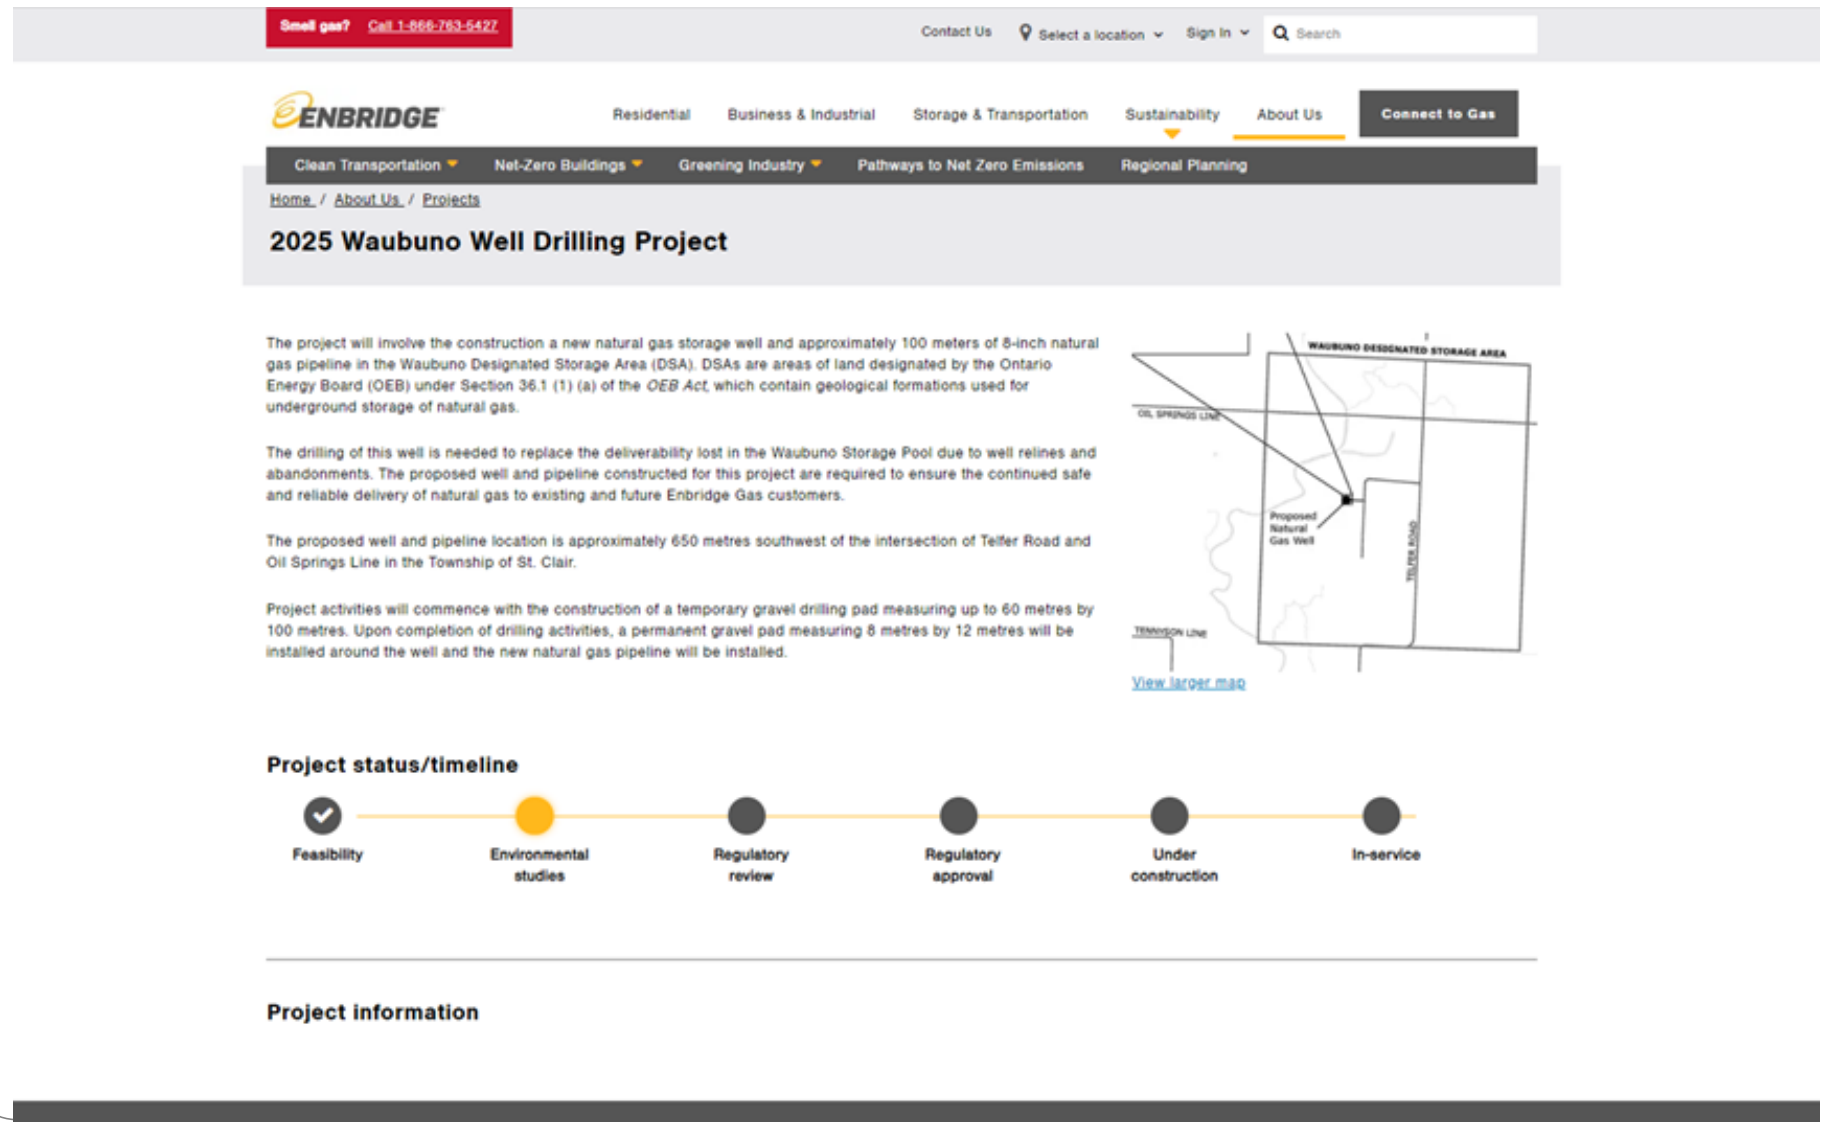 Smell gas? Call 1-866-763-5427
Contact Us Select a location Sign In Search
ENBRIDGE
Residential Business & Industrial Storage & Transportation Sustainability About Us Connect to Gas
Clean Transportation Net-Zero Buildings Greening Industry Pathways to Net Zero Emissions Regional Planning
Home / About Us / Projects
2025 Waubuno Well Drilling Project
The project will involve the construction a new natural gas storage well and approximately 100 meters of 8-inch natural
gas pipeline in the Waubuno Designated Storage Area (DSA). DSAs are areas of land designated by the Ontario
Energy Board (OEB) under Section 36.1 (1) (a) of the OEB Act, which contain geological formations used for
underground storage of natural gas.
The drilling of this well is needed to replace the deliverability lost in the Waubuno Storage Pool due to well relines and
abandonments. The proposed well and pipeline constructed for this project are required to ensure the continued safe
and reliable delivery of natural gas to existing and future Enbridge Gas customers.
The proposed well and pipeline location is approximately 650 metres southwest of the intersection of Telfer Road and
Oil Springs Line in the Township of St. Clair.
Project activities will commence with the construction of a temporary gravel drilling pad measuring up to 60 metres by
100 metres. Upon completion of drilling activities, a permanent gravel pad measuring 8 metres by 12 metres will be
installed around the well and the new natural gas pipeline will be installed.
WAUBUNO DESIGNATED STORAGE AREA
OIL SPRINGS LINE
Proposed
Natural
Gas Well
TELFER ROAD
TENNYSON LINE
View larger map
Project status/timeline
Feasibility
Environmental
studies
Regulatory
review
Regulatory
approval
Under
construction
In-service
Project information